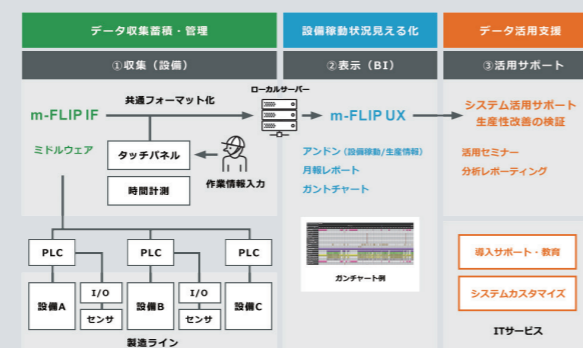 データ収集蓄積・管理
設備稼動状況見える化
データ活用支援
①収集（設備）
②表示（BI）
③活用サポート
ローカルサーバー
共通フォーマット化
m-FLIP IF
m-FLIP UX
システム活用サポート
生産性改善の検証
ミドルウェア
タッチパネル
作業情報入力
時間計測
アンドン（設備稼動/生産情報）
月報レポート
ガントチャート
活用セミナー
分析レポーティング
PLC
PLC
PLC
ガンチャート例
導入サポート・教育
設備A
I/O
センサ
設備B
I/O
センサ
設備C
システムカスタマイズ
製造ライン
ITサービス